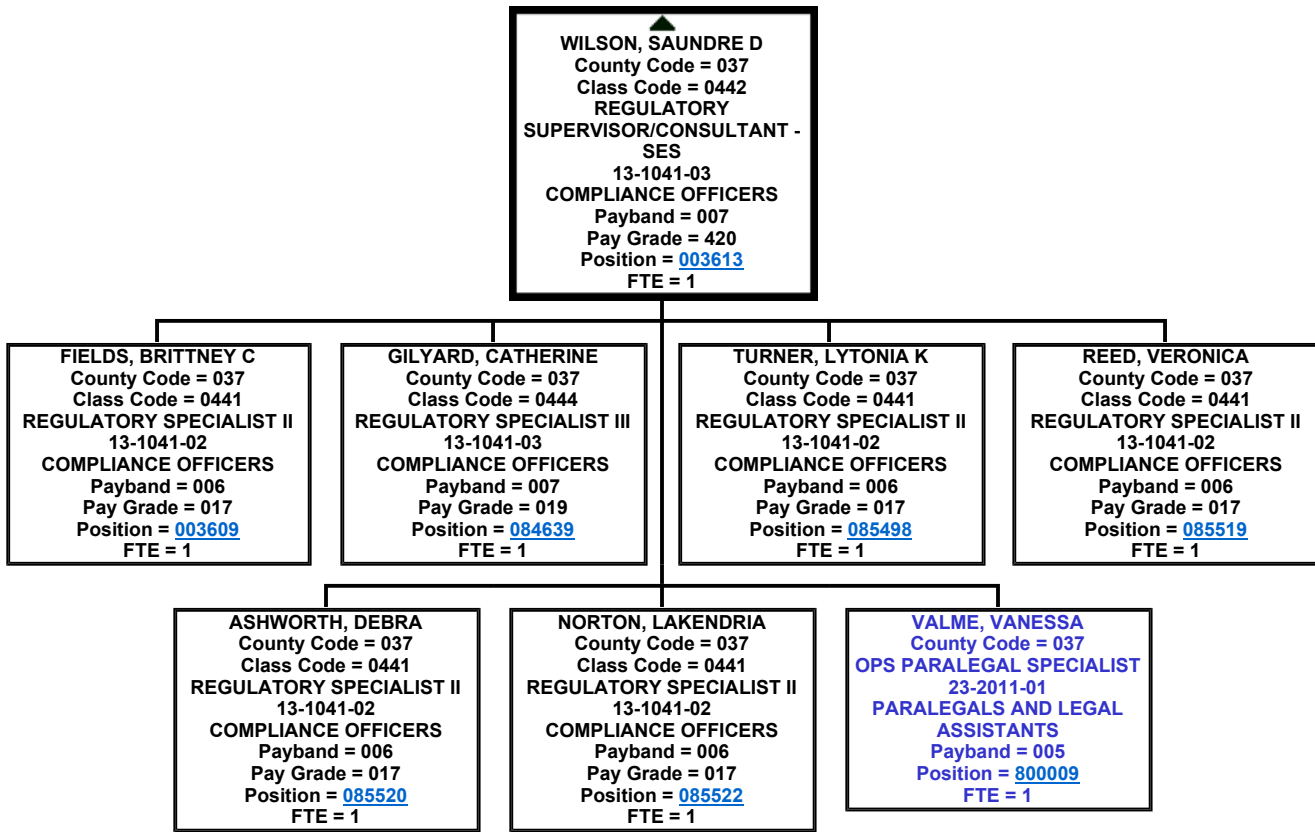 WILSON, SAUNDRE D
County Code = 037
Class Code = 0442
REGULATORY
SUPERVISOR/CONSULTANT -
SES
13-1041-03
COMPLIANCE OFFICERS
Payband = 007
Pay Grade = 420
Position = 003613
FTE = 1
FIELDS, BRITTNEY C
County Code = 037
Class Code = 0441
REGULATORY SPECIALIST II
13-1041-02
COMPLIANCE OFFICERS
Payband = 006
Pay Grade = 017
Position = 003609
FTE = 1
GILYARD, CATHERINE
County Code = 037
Class Code = 0444
REGULATORY SPECIALIST III
13-1041-03
COMPLIANCE OFFICERS
Payband = 007
Pay Grade = 019
Position = 084639
FTE = 1
TURNER, LYTONIA K
County Code = 037
Class Code = 0441
REGULATORY SPECIALIST II
13-1041-02
COMPLIANCE OFFICERS
Payband = 006
Pay Grade = 017
Position = 085498
FTE = 1
REED, VERONICA
County Code = 037
Class Code = 0441
REGULATORY SPECIALIST II
13-1041-02
COMPLIANCE OFFICERS
Payband = 006
Pay Grade = 017
Position = 085519
FTE = 1
ASHWORTH, DEBRA
County Code = 037
Class Code = 0441
REGULATORY SPECIALIST II
13-1041-02
COMPLIANCE OFFICERS
Payband = 006
Pay Grade = 017
Position = 085520
FTE = 1
NORTON, LAKENDRIA
County Code = 037
Class Code = 0441
REGULATORY SPECIALIST II
13-1041-02
COMPLIANCE OFFICERS
Payband = 006
Pay Grade = 017
Position = 085522
FTE = 1
VALME, VANESSA
County Code = 037
OPS PARALEGAL SPECIALIST
23-2011-01
PARALEGALS AND LEGAL
ASSISTANTS
Payband = 005
Position = 800009
FTE = 1